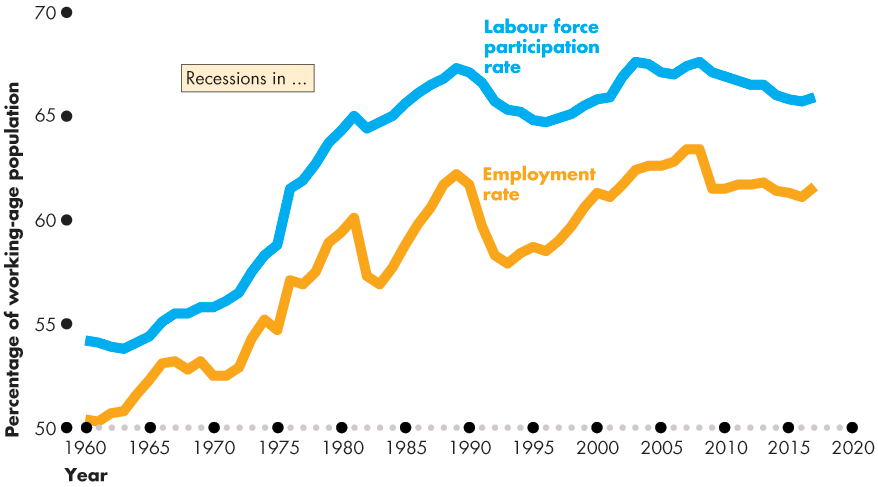 70
Labour force
participation
rate
Recessions in ...
65
Employment
rate
60
55
50
Percentage of working-age population
1960 1965 1970 1975 1980 1985 1990 1995 2000 2005 2010 2015 2020
Year